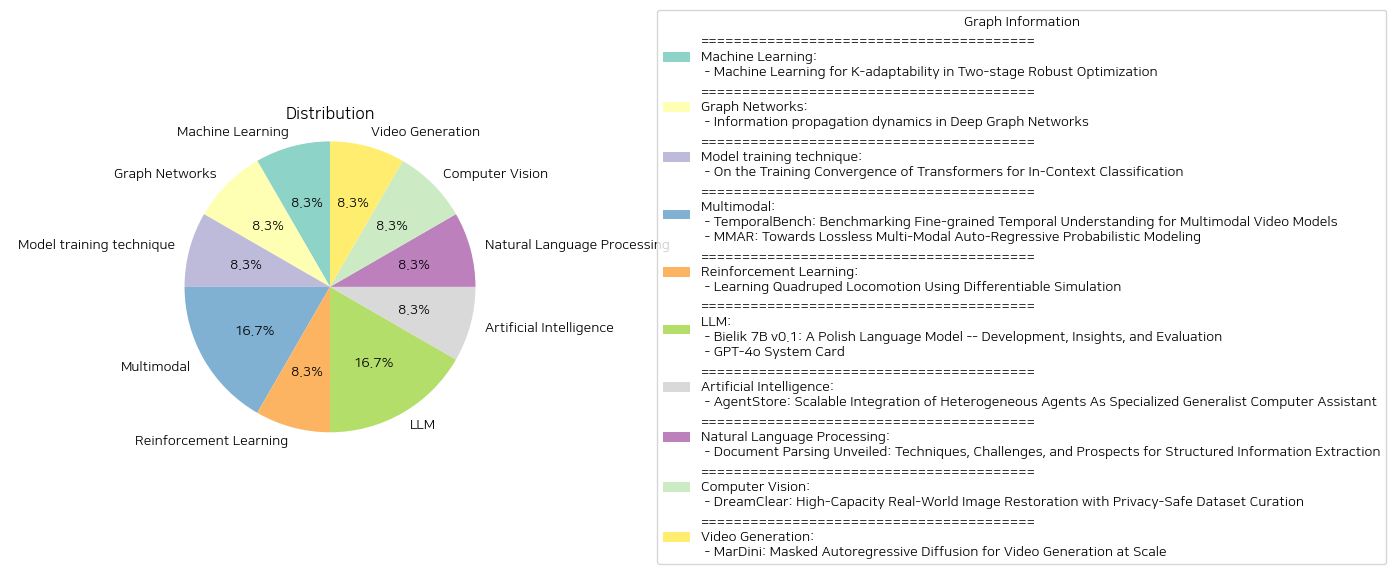 Distribution
Machine Learning
Video Generation
Graph Networks
Computer Vision
Model training technique
Natural Language Processing
Multimodal
Artificial Intelligence
Reinforcement Learning
LLM
8.3%
8.3%
8.3%
8.3%
8.3%
8.3%
8.3%
16.7%
8.3%
16.7%
Graph Information
========================================
Machine Learning:
- Machine Learning for K-adaptability in Two-stage Robust Optimization
========================================
Graph Networks:
- Information propagation dynamics in Deep Graph Networks
========================================
Model training technique:
- On the Training Convergence of Transformers for In-Context Classification
========================================
Multimodal:
- TemporalBench: Benchmarking Fine-grained Temporal Understanding for Multimodal Video Models
- MMAR: Towards Lossless Multi-Modal Auto-Regressive Probabilistic Modeling
========================================
Reinforcement Learning:
- Learning Quadruped Locomotion Using Differentiable Simulation
========================================
LLM:
- Bielik 7B v0.1: A Polish Language Model -- Development, Insights, and Evaluation
- GPT-4o System Card
========================================
Artificial Intelligence:
- AgentStore: Scalable Integration of Heterogeneous Agents As Specialized Generalist Computer Assistant
========================================
Natural Language Processing:
- Document Parsing Unveiled: Techniques, Challenges, and Prospects for Structured Information Extraction
========================================
Computer Vision:
- DreamClear: High-Capacity Real-World Image Restoration with Privacy-Safe Dataset Curation
========================================
Video Generation:
- MarDini: Masked Autoregressive Diffusion for Video Generation at Scale